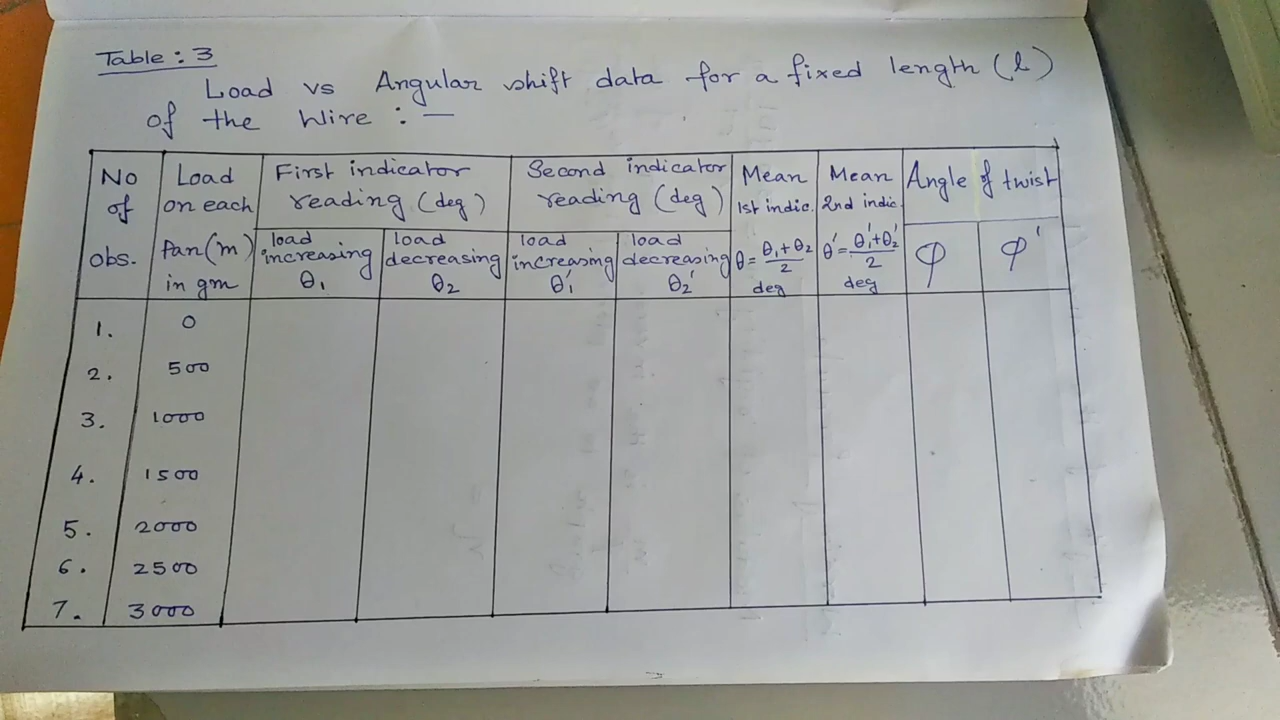 Table : 3
Load vs Angular shift data for a fixed length (l)
of the Wire : —
No of obs.
Load on each pan (m) in gm
First indicator reading (deg)
Second indicator reading (deg)
Mean 1st indic. θ = θ₁+θ₂/2 deg
Mean 2nd indic. θ' = θ₁'+θ₂'/2 deg
Angle of twist
load increasing θ₁
load decreasing θ₂
load increasing θ₁'
load decreasing θ₂'
φ
φ'
1. 0
2. 500
3. 1000
4. 1500
5. 2000
6. 2500
7. 3000